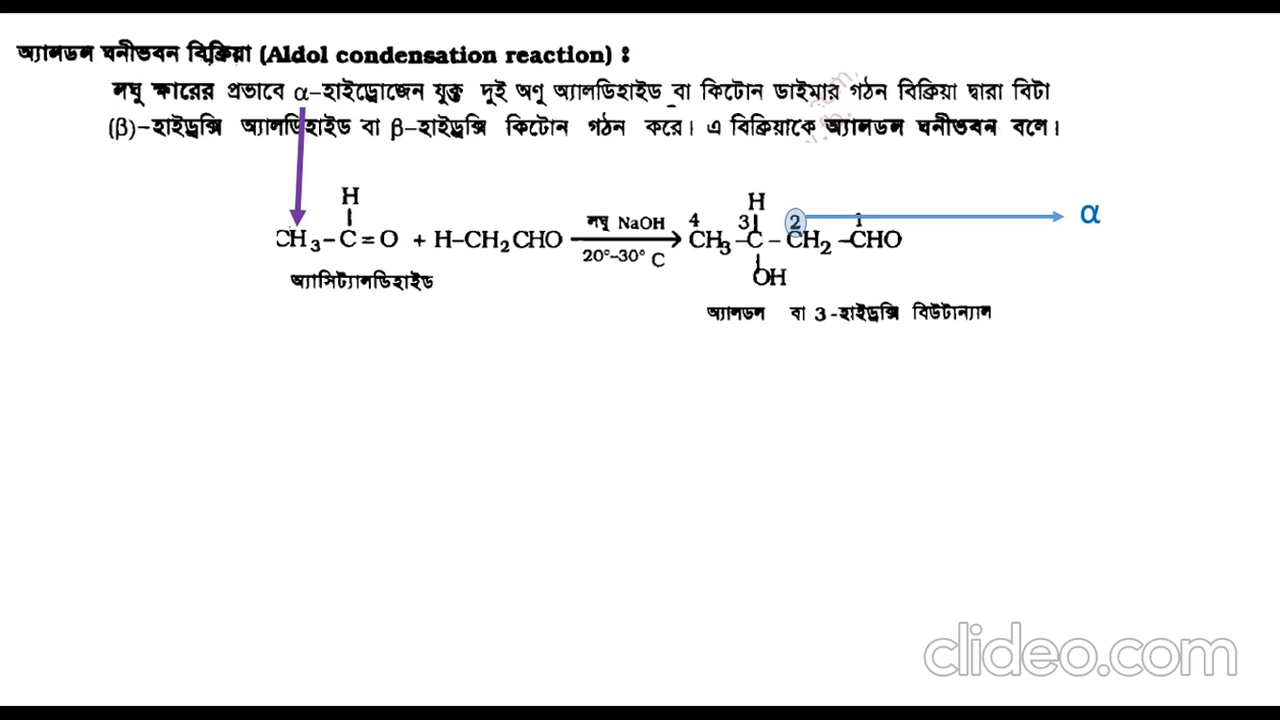 অ্যালডল ঘনীভবন বিক্রিয়া (Aldol condensation reaction) :
লঘু ক্ষারের প্রভাবে α-হাইড্রোজেন যুক্ত দুই অণু অ্যালডিহাইড বা কিটোন ডাইমার গঠন বিক্রিয়া দ্বারা বিটা
(β)-হাইড্রক্সি অ্যালডিহাইড বা β-হাইড্রক্সি কিটোন গঠন করে। এ বিক্রিয়াকে অ্যালডল ঘনীভবন বলে।
H H
লঘু NaOH 4 3 2 1 α
CH₃ – C = O + H–CH₂CHO CH₃ –C – CH₂ –CHO
20°–30° C
অ্যাসিট্যালডিহাইড OH
অ্যালডল বা 3-হাইড্রক্সি বিউটান্যাল
clideo.com